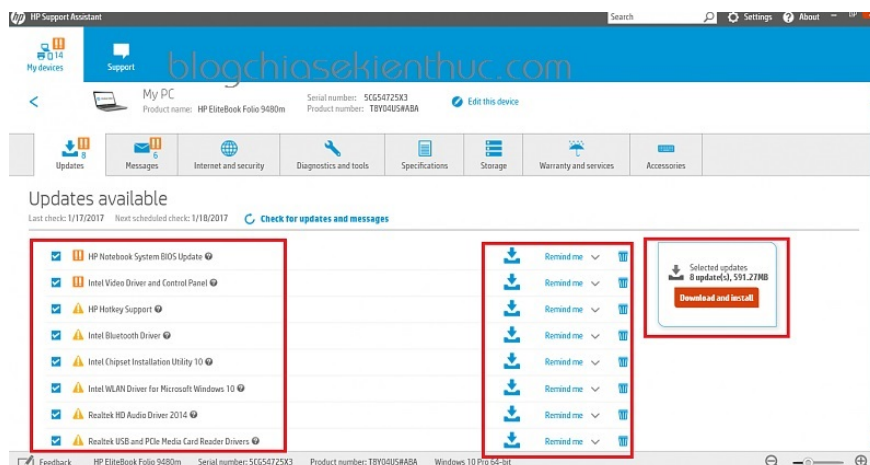 hp HP Support Assistant
Search
Settings
? About
14
My devices
Support
blogchiasekienthuc.com
My PC
Product name: HP EliteBook Folio 9480m
Serial number: 5CG54725X3
Product number: T8Y04US#ABA
Edit this device
8
Updates
6
Messages
Internet and security
Diagnostics and tools
Specifications
Storage
Warranty and services
Accessories
Updates available
Last check: 1/17/2017 Next scheduled check: 1/18/2017 Check for updates and messages
HP Notebook System BIOS Update ? Remind me
Intel Video Driver and Control Panel ? Remind me
HP Hotkey Support ? Remind me
Intel Bluetooth Driver ? Remind me
Intel Chipset Installation Utility 10 ? Remind me
Intel WLAN Driver for Microsoft Windows 10 ? Remind me
Realtek HD Audio Driver 2014 ? Remind me
Realtek USB and PCIe Media Card Reader Drivers ? Remind me
Selected updates
8 update(s), 591.27MB
Download and install
Feedback HP EliteBook Folio 9480m Serial number: 5CG54725X3 Product number: T8Y04US#ABA Windows 10 Pro 64-bit